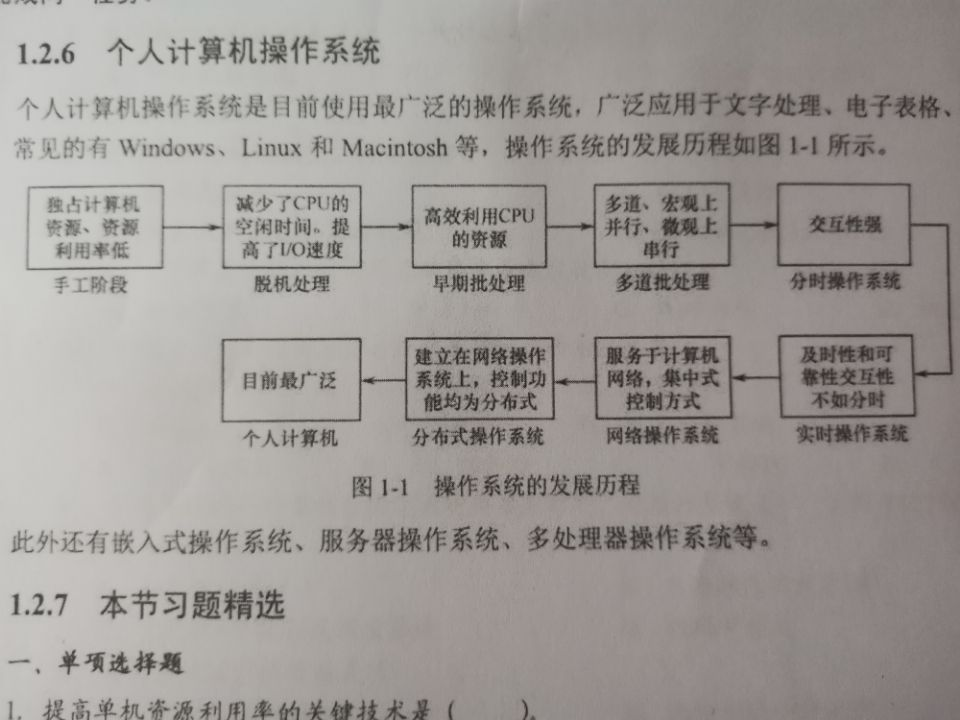 1.2.6 个人计算机操作系统
个人计算机操作系统是目前使用最广泛的操作系统，广泛应用于文字处理、电子表格、
常见的有 Windows、Linux 和 Macintosh 等，操作系统的发展历程如图 1-1 所示。
独占计算机
资源、资源
利用率低
手工阶段
减少了CPU的
空闲时间。提
高了I/O速度
脱机处理
高效利用CPU
的资源
早期批处理
多道、宏观上
并行、微观上
串行
多道批处理
交互性强
分时操作系统
及时性和可
靠性交互性
不如分时
实时操作系统
服务于计算机
网络，集中式
控制方式
网络操作系统
建立在网络操作
系统上，控制功
能均为分布式
分布式操作系统
目前最广泛
个人计算机
图 1-1 操作系统的发展历程
此外还有嵌入式操作系统、服务器操作系统、多处理器操作系统等。
1.2.7 本节习题精选
一、单项选择题
1. 提高单机资源利用率的关键技术是（ ）。